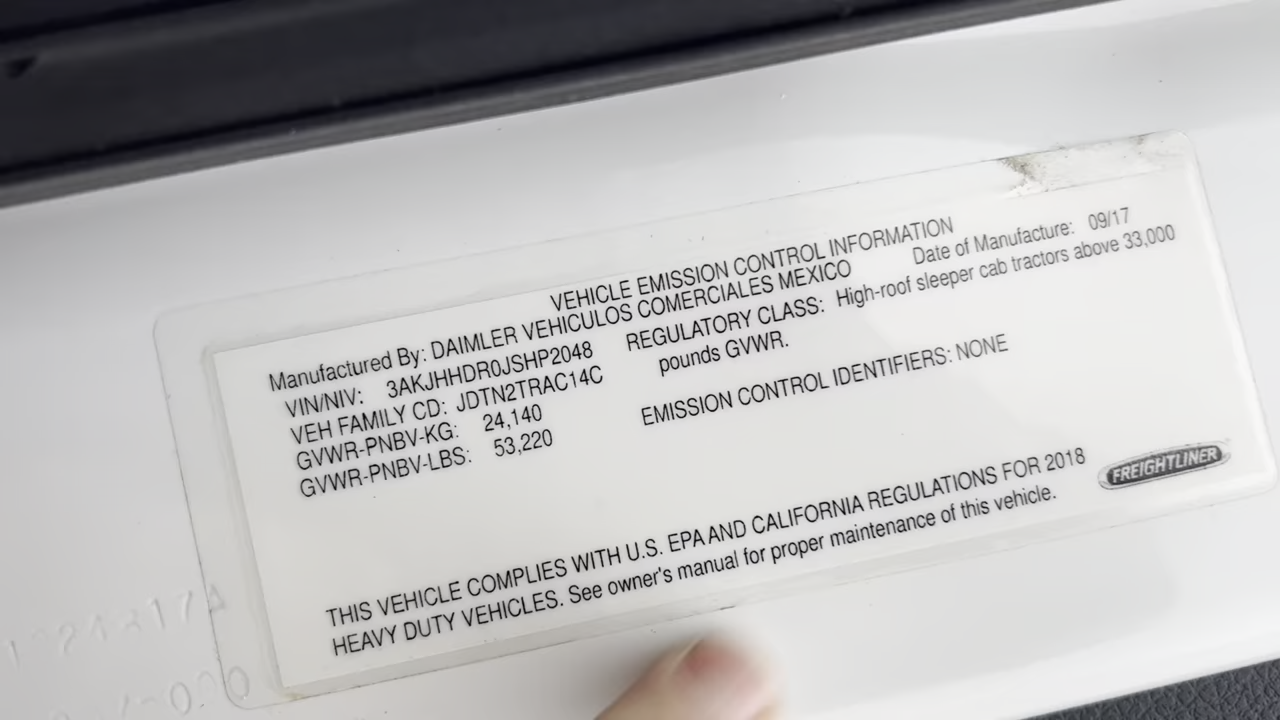 VEHICLE EMISSION CONTROL INFORMATION
Manufactured By: DAIMLER VEHICULOS COMERCIALES MEXICO Date of Manufacture: 09/17
VIN/NIV: 3AKJHHDR0JSHP2048 REGULATORY CLASS: High-roof sleeper cab tractors above 33,000
pounds GVWR.
VEH FAMILY CD: JDTN2TRAC14C
GVWR-PNBV-KG: 24,140 EMISSION CONTROL IDENTIFIERS: NONE
GVWR-PNBV-LBS: 53,220
THIS VEHICLE COMPLIES WITH U.S. EPA AND CALIFORNIA REGULATIONS FOR 2018
HEAVY DUTY VEHICLES. See owner's manual for proper maintenance of this vehicle.
FREIGHTLINER